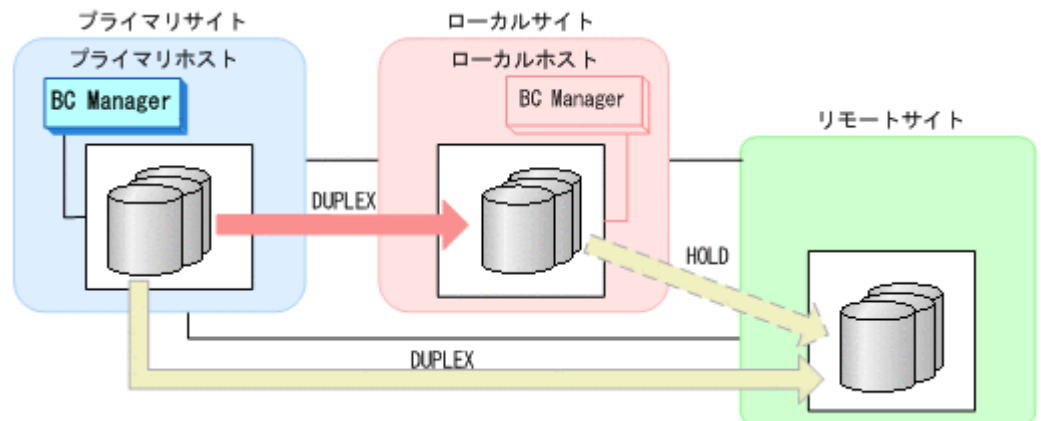 プライマリサイト
ローカルサイト
プライマリホスト
ローカルホスト
BC Manager
BC Manager
リモートサイト
DUPLEX
HOLD
DUPLEX